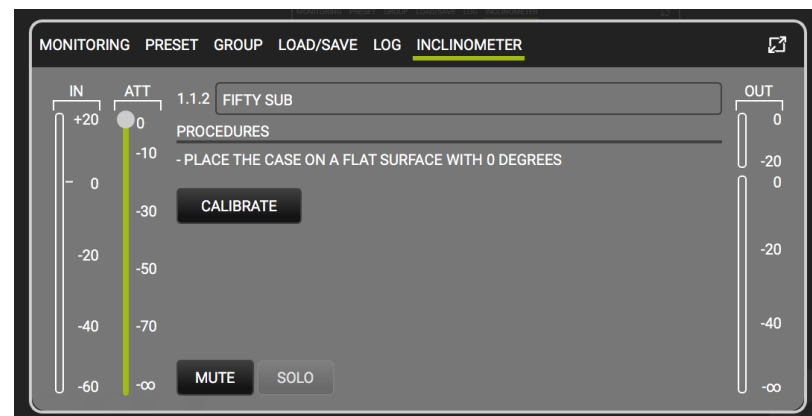 MONITORING PRESET GROUP LOAD/SAVE LOG INCLINOMETER
IN
+20
0
-20
-40
-60
ATT
0
-10
-30
-50
-70
-∞
1.1.2 FIFTY SUB
PROCEDURES
- PLACE THE CASE ON A FLAT SURFACE WITH 0 DEGREES
CALIBRATE
MUTE SOLO
OUT
0
-20
0
-20
-40
-∞